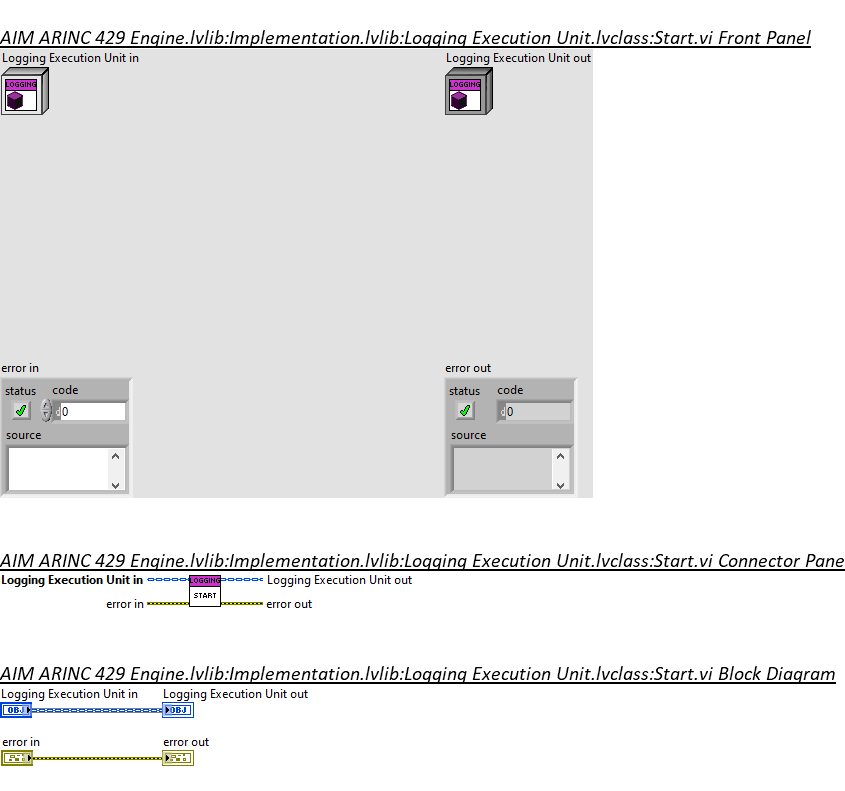 AIM ARINC 429 Engine.lvlib:Implementation.lvlib:Logging Execution Unit.lvclass:Start.vi Front Panel
Logging Execution Unit in
Logging Execution Unit out
LOGGING
LOGGING
error in
error out
status code
status code
d 0
d 0
source
source
AIM ARINC 429 Engine.lvlib:Implementation.lvlib:Logging Execution Unit.lvclass:Start.vi Connector Pane
Logging Execution Unit in
LOGGING
Logging Execution Unit out
error in
START
error out
AIM ARINC 429 Engine.lvlib:Implementation.lvlib:Logging Execution Unit.lvclass:Start.vi Block Diagram
Logging Execution Unit in
Logging Execution Unit out
OBJ
OBJ
error in
error out